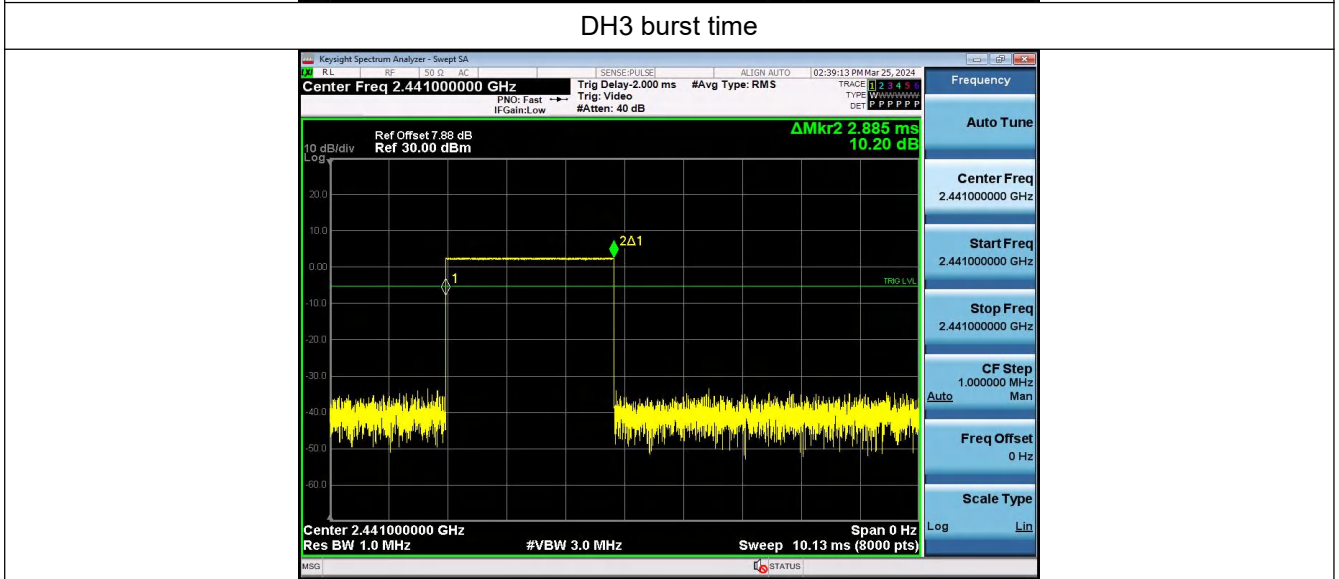 DH3 burst time
Keysight Spectrum Analyzer - Swept SA
RL RF 50 Ω AC SENSE:PULSE ALIGN AUTO 02:39:13 PM Mar 25, 2024
Center Freq 2.441000000 GHz
PNO: Fast
IFGain:Low
Trig Delay-2.000 ms
Trig: Video
#Atten: 40 dB
#Avg Type: RMS
TRACE 1 2 3 4 5 6
TYPE WWWWWW
DET P P P P P P
ΔMkr2 2.885 ms
10.20 dB
Ref Offset 7.88 dB
10 dB/div Ref 30.00 dBm
Log
20.0
10.0
0.00
-10.0
-20.0
-30.0
-40.0
-50.0
-60.0
2Δ1
1
TRIG LVL
Center 2.441000000 GHz Span 0 Hz
Res BW 1.0 MHz #VBW 3.0 MHz Sweep 10.13 ms (8000 pts)
MSG STATUS
Frequency
Auto Tune
Center Freq
2.441000000 GHz
Start Freq
2.441000000 GHz
Stop Freq
2.441000000 GHz
CF Step
1.000000 MHz
Auto Man
Freq Offset
0 Hz
Scale Type
Log Lin